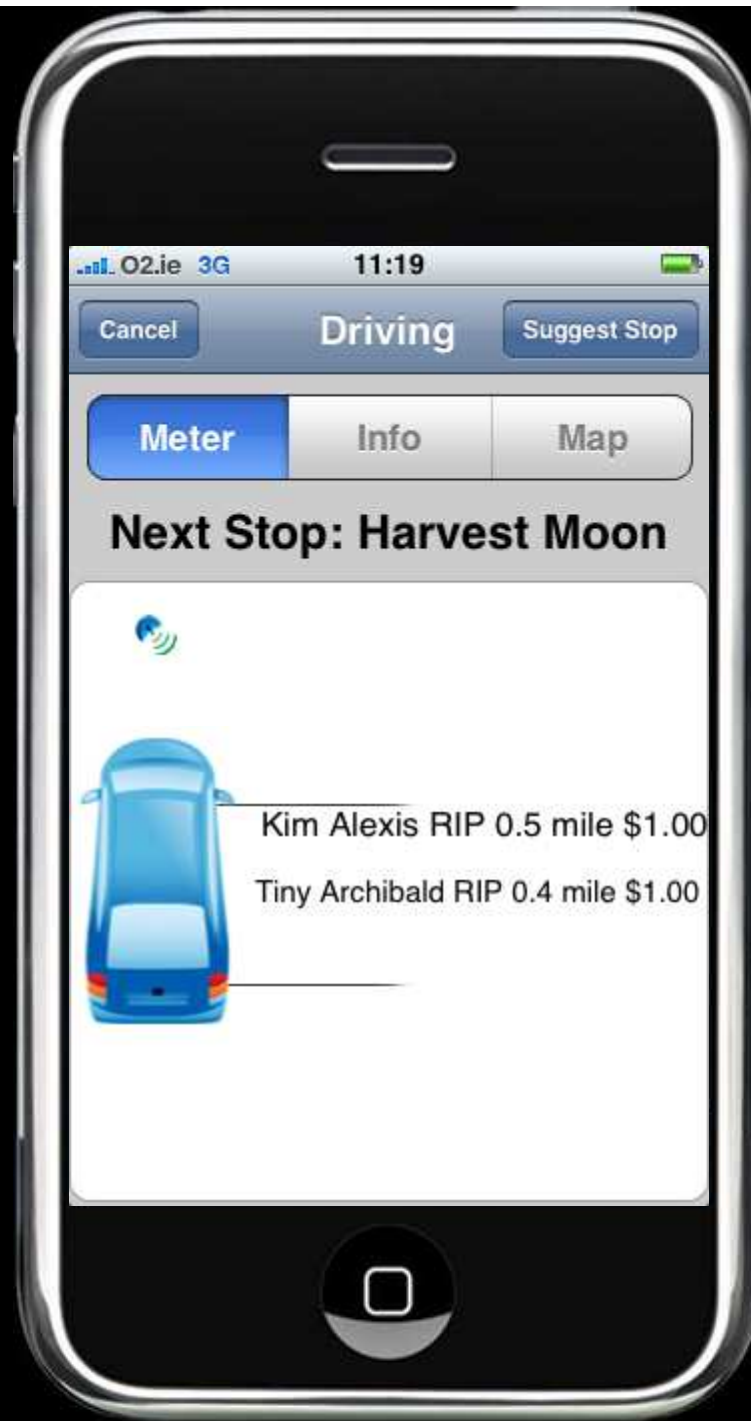 O2.ie 3G 11:19
Cancel Driving Suggest Stop
Meter Info Map
Next Stop: Harvest Moon
Kim Alexis RIP 0.5 mile $1.00
Tiny Archibald RIP 0.4 mile $1.00